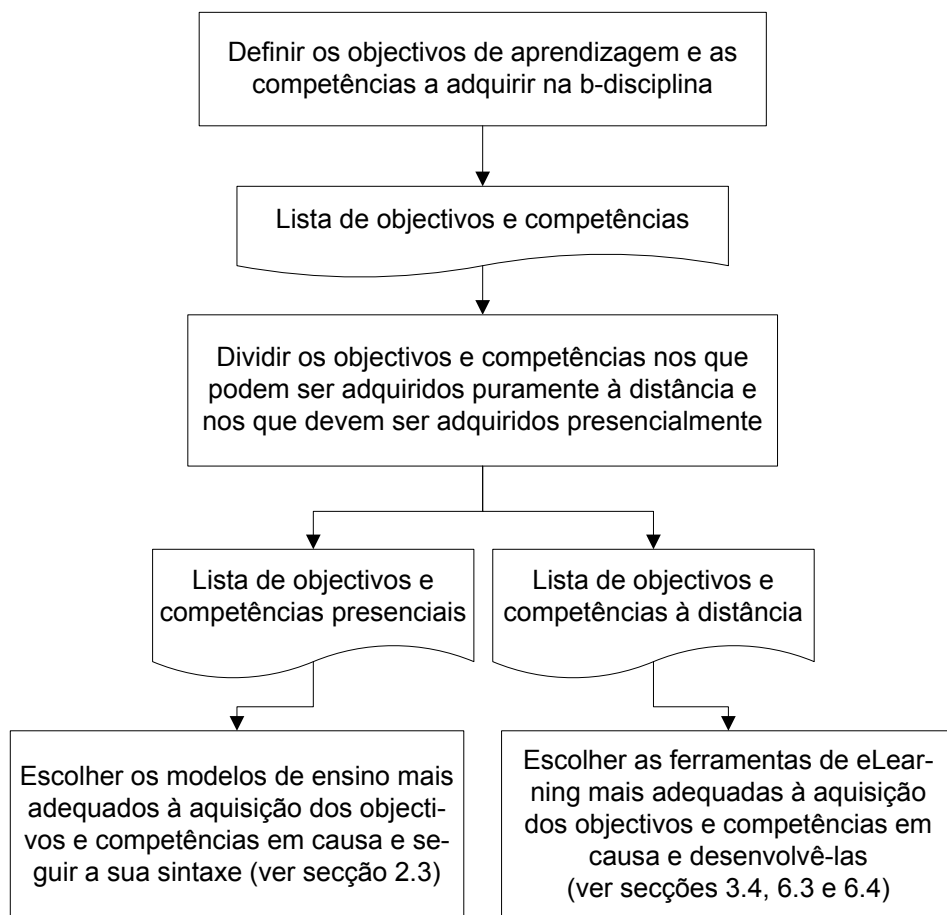 Definir os objectivos de aprendizagem e as
competências a adquirir na b-disciplina
Lista de objectivos e competências
Dividir os objectivos e competências nos que
podem ser adquiridos puramente à distância e
nos que devem ser adquiridos presencialmente
Lista de objectivos e
competências presenciais
Lista de objectivos e
competências à distância
Escolher os modelos de ensino mais
adequados à aquisição dos objecti-
vos e competências em causa e se-
guir a sua sintaxe (ver secção 2.3)
Escolher as ferramentas de eLear-
ning mais adequadas à aquisição
dos objectivos e competências em
causa e desenvolvê-las
(ver secções 3.4, 6.3 e 6.4)